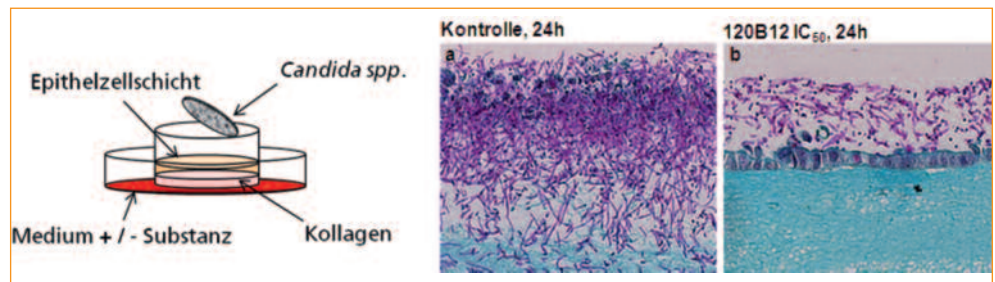 Epithelzellschicht
Candida spp.
Medium + / - Substanz
Kollagen
Kontrolle, 24h
a
120B12 IC₅₀, 24h
b